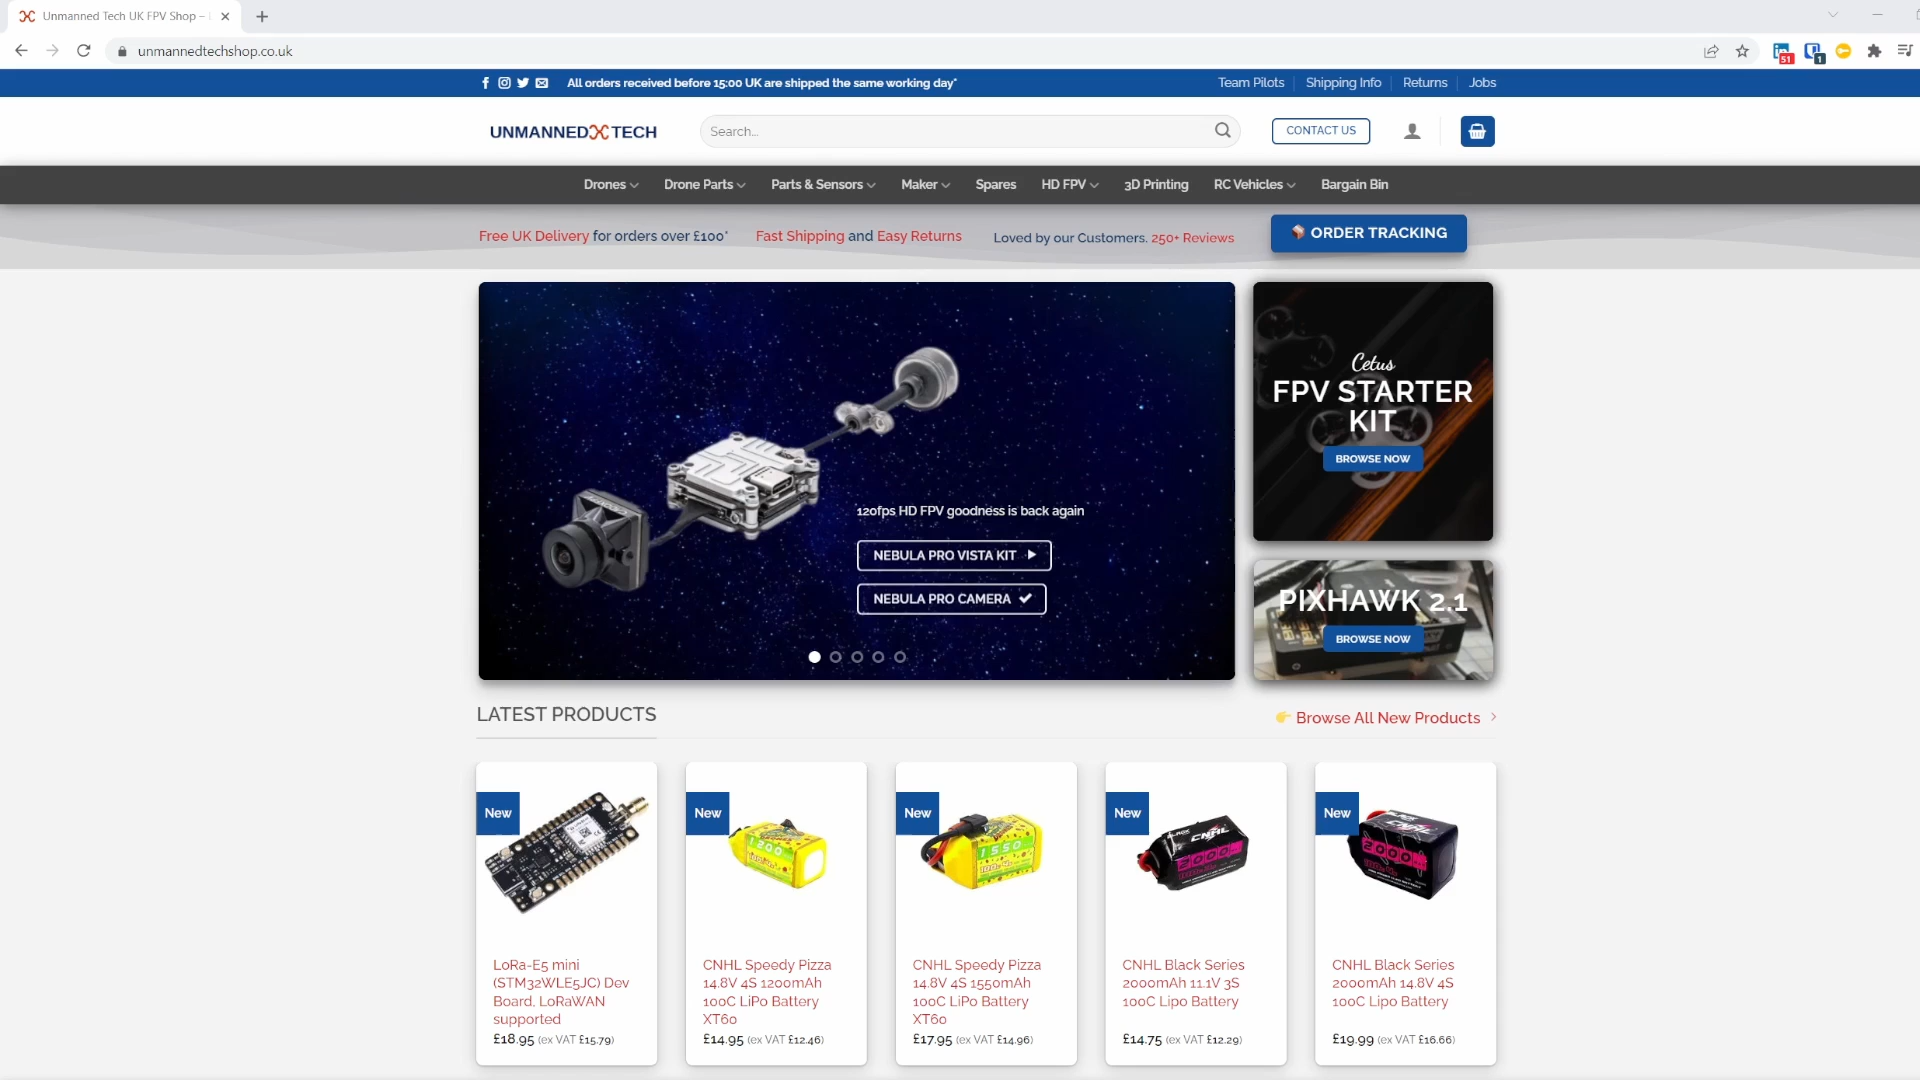 Unmanned Tech UK FPV Shop –
unmannedtechshop.co.uk
51
1
All orders received before 15:00 UK are shipped the same working day*
Team Pilots
Shipping Info
Returns
Jobs
UNMANNED TECH
Search...
CONTACT US
Drones
Drone Parts
Parts & Sensors
Maker
Spares
HD FPV
3D Printing
RC Vehicles
Bargain Bin
Free UK Delivery for orders over £100*
Fast Shipping and Easy Returns
Loved by our Customers. 250+ Reviews
ORDER TRACKING
120fps HD FPV goodness is back again
NEBULA PRO VISTA KIT
NEBULA PRO CAMERA
Cetus
FPV STARTER
KIT
BROWSE NOW
PIXHAWK 2.1
BROWSE NOW
LATEST PRODUCTS
Browse All New Products
New
New
1200
New
1550
New
CNHL
2000
New
CNHL
2000
LoRa-E5 mini
(STM32WLE5JC) Dev
Board, LoRaWAN
supported
£18.95 (ex VAT £15.79)
CNHL Speedy Pizza
14.8V 4S 1200mAh
100C LiPo Battery
XT60
£14.95 (ex VAT £12.46)
CNHL Speedy Pizza
14.8V 4S 1550mAh
100C LiPo Battery
XT60
£17.95 (ex VAT £14.96)
CNHL Black Series
2000mAh 11.1V 3S
100C Lipo Battery
£14.75 (ex VAT £12.29)
CNHL Black Series
2000mAh 14.8V 4S
100C Lipo Battery
£19.99 (ex VAT £16.66)